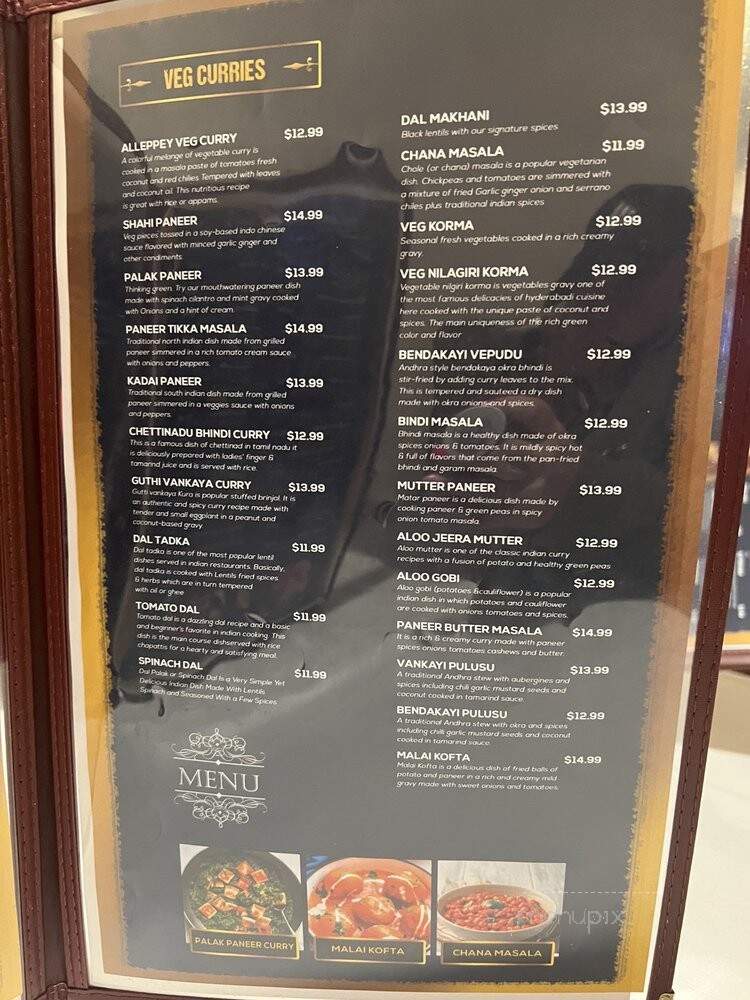 VEG CURRIES
ALLEPPEY VEG CURRY $12.99
A colorful melange of vegetable curry is
cooked in a masala paste of tomatoes fresh
coconut and red chilies. Tempered with leaves
and coconut oil. This nutritious recipe
is great with rice or appams.
SHAHI PANEER $14.99
Veg pieces tossed in a soy-based indo chinese
sauce flavored with minced garlic ginger and
other condiments
PALAK PANEER $13.99
Thinking green. Try our mouthwatering paneer dish
made with spinach cilantro and mint gravy cooked
with Onions and a hint of cream.
PANEER TIKKA MASALA $14.99
Traditional north indian dish made from grilled
paneer simmered in a rich tomato cream sauce
with onions and peppers.
KADAI PANEER $13.99
Traditional south indian dish made from grilled
paneer simmered in a veggies sauce with onions
and peppers.
CHETTINADU BHINDI CURRY $12.99
This is a famous dish of chettinad in tamil nadu it
is deliciously prepared with ladies' finger &
tamarind juice and is served with rice.
GUTHI VANKAYA CURRY $13.99
Gutti vankaya Kura is popular stuffed brinjal. It is
an authentic and spicy curry recipe made with
tender and small eggplant in a peanut and
coconut-based gravy
DAL TADKA $11.99
Dal tadka is one of the most popular lentil
dishes served in indian restaurants. Basically,
dal tadka is cooked with Lentils fried spices
& herbs which are in turn tempered
with oil or ghee
TOMATO DAL $11.99
Tomato dal is a dazzling dal recipe and a basic
and beginner's favorite in indian cooking. This
dish is the main course dishserved with rice
chapattis for a hearty and satisfying meal.
SPINACH DAL $11.99
Dal Palak or Spinach Dal Is a Very Simple Yet
Delicious Indian Dish Made With Lentils
Spinach and Seasoned With a Few Spices
MENU
DAL MAKHANI $13.99
Black lentils with our signature spices
CHANA MASALA $11.99
Chole (or chana) masala is a popular vegetarian
dish. Chickpeas and tomatoes are simmered with
a mixture of fried Garlic ginger onion and serrano
chiles plus traditional indian spices
VEG KORMA $12.99
Seasonal fresh vegetables cooked in a rich creamy
gravy.
VEG NILAGIRI KORMA $12.99
Vegetable nilgiri korma is vegetables gravy one of
the most famous delicacies of hyderabadi cuisine
here cooked with the unique paste of coconut and
spices. The main uniqueness of the rich green
color and flavor
BENDAKAYI VEPUDU $12.99
Andhra style bendakaya okra bhindi is
stir-fried by adding curry leaves to the mix.
This is tempered and sauteed a dry dish
made with okra onions-and spices.
BINDI MASALA $12.99
Bhindi masala is a healthy dish made of okra
spices onions & tomatoes. It is mildly spicy hot
& full of flavors that come from the pan-fried
bhindi and garam masala.
MUTTER PANEER $13.99
Matar paneer is a delicious dish made by
cooking paneer & green peas in spicy
onion tomato masala.
ALOO JEERA MUTTER $12.99
Aloo mutter is one of the classic indian curry
recipes with a fusion of potato and healthy green peas
ALOO GOBI $12.99
Aloo gobi (potatoes &cauliflower) is a popular
indian dish in which potatoes and cauliflower
are cooked with onions tomatoes and spices.
PANEER BUTTER MASALA $14.99
It is a rich & creamy curry made with paneer
spices onions tomatoes cashews and butter.
VANKAYI PULUSU $13.99
A traditional Andhra stew with aubergines and
spices including chili garlic mustard seeds and
coconut cooked in tamarind sauce.
BENDAKAYI PULUSU $12.99
A traditional Andhra stew with okra and spices
including chilli garlic mustard seeds and coconut
cooked in tamarind sauce.
MALAI KOFTA $14.99
Malai Kofta is a delicious dish of fried balls of
potato and paneer in a rich and creamy mild
gravy made with sweet onions and tomatoes.
PALAK PANEER CURRY
MALAI KOFTA
CHANA MASALA
menupix